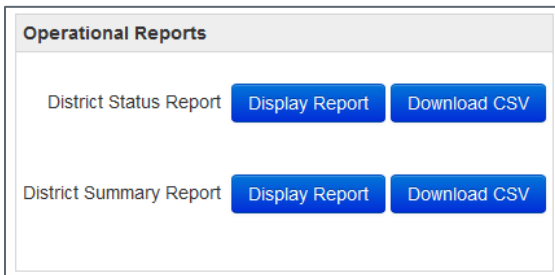 Operational Reports
District Status Report Display Report Download CSV
District Summary Report Display Report Download CSV